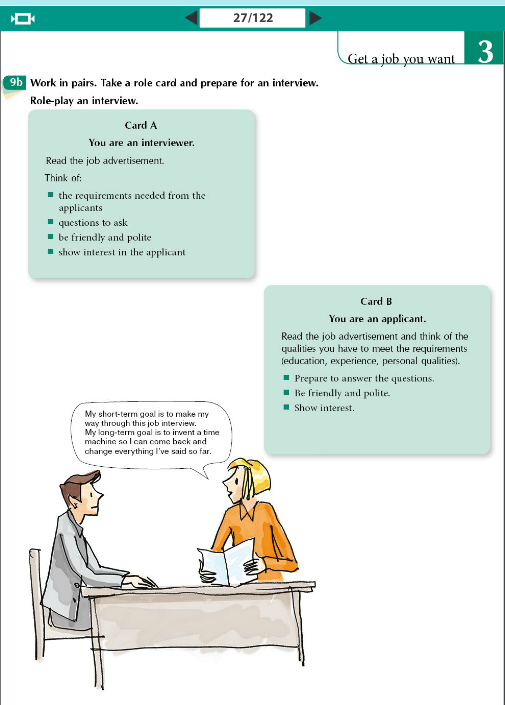 27/122
Get a job you want
3
9b Work in pairs. Take a role card and prepare for an interview.
Role-play an interview.
Card A
You are an interviewer.
Read the job advertisement.
Think of:
the requirements needed from the
applicants
questions to ask
be friendly and polite
show interest in the applicant
Card B
You are an applicant.
Read the job advertisement and think of the
qualities you have to meet the requirements
(education, experience, personal qualities).
Prepare to answer the questions.
Be friendly and polite.
Show interest.
My short-term goal is to make my
way through this job interview.
My long-term goal is to invent a time
machine so I can come back and
change everything I've said so far.